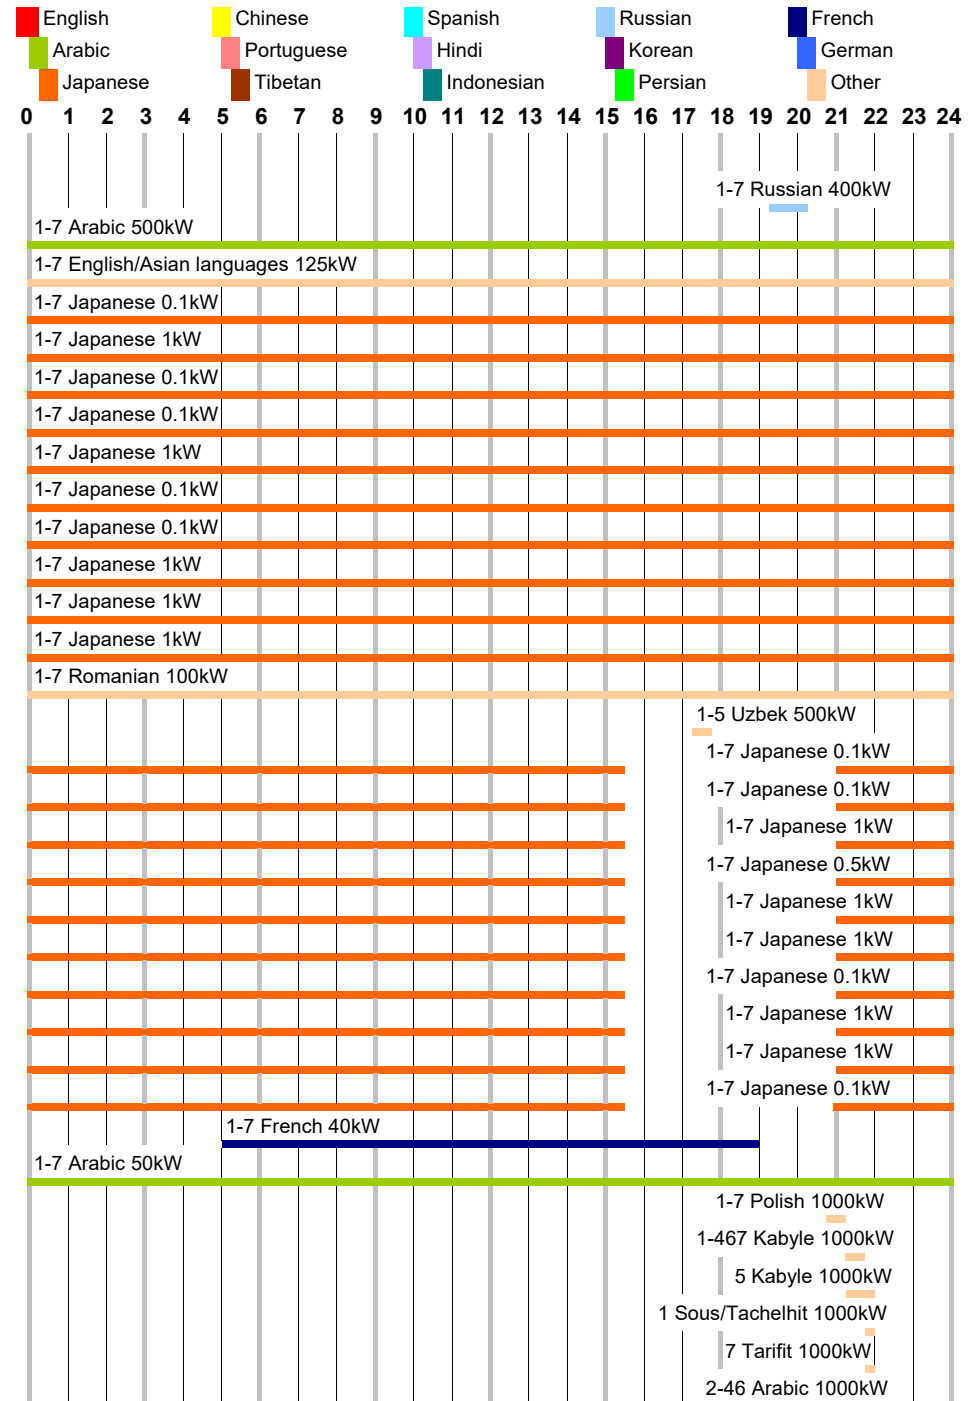 English Chinese Spanish Russian French
Arabic Portuguese Hindi Korean German
Japanese Tibetan Indonesian Persian Other
0 1 2 3 4 5 6 7 8 9 10 11 12 13 14 15 16 17 18 19 20 21 22 23 24
1-7 Russian 400kW
1-7 Arabic 500kW
1-7 English/Asian languages 125kW
1-7 Japanese 0.1kW
1-7 Japanese 1kW
1-7 Japanese 0.1kW
1-7 Japanese 0.1kW
1-7 Japanese 1kW
1-7 Japanese 0.1kW
1-7 Japanese 0.1kW
1-7 Japanese 1kW
1-7 Japanese 1kW
1-7 Japanese 1kW
1-7 Romanian 100kW
1-5 Uzbek 500kW
1-7 Japanese 0.1kW
1-7 Japanese 0.1kW
1-7 Japanese 1kW
1-7 Japanese 0.5kW
1-7 Japanese 1kW
1-7 Japanese 1kW
1-7 Japanese 0.1kW
1-7 Japanese 1kW
1-7 Japanese 1kW
1-7 Japanese 0.1kW
1-7 French 40kW
1-7 Arabic 50kW
1-7 Polish 1000kW
1-467 Kabyle 1000kW
5 Kabyle 1000kW
1 Sous/Tachelhit 1000kW
7 Tarifit 1000kW
2-46 Arabic 1000kW